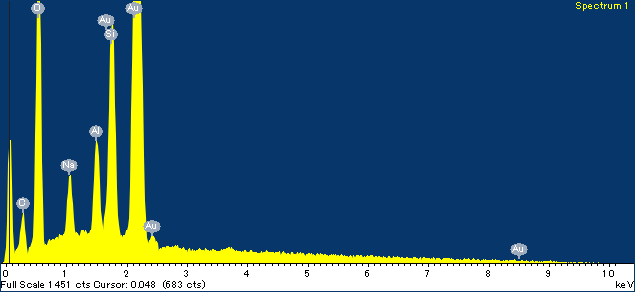 Spectrum 1
O Au Au
Si
Al
Na
C
Au
Au
0 1 2 3 4 5 6 7 8 9 10
Full Scale 1451 cts Cursor: 0.048 (683 cts) keV